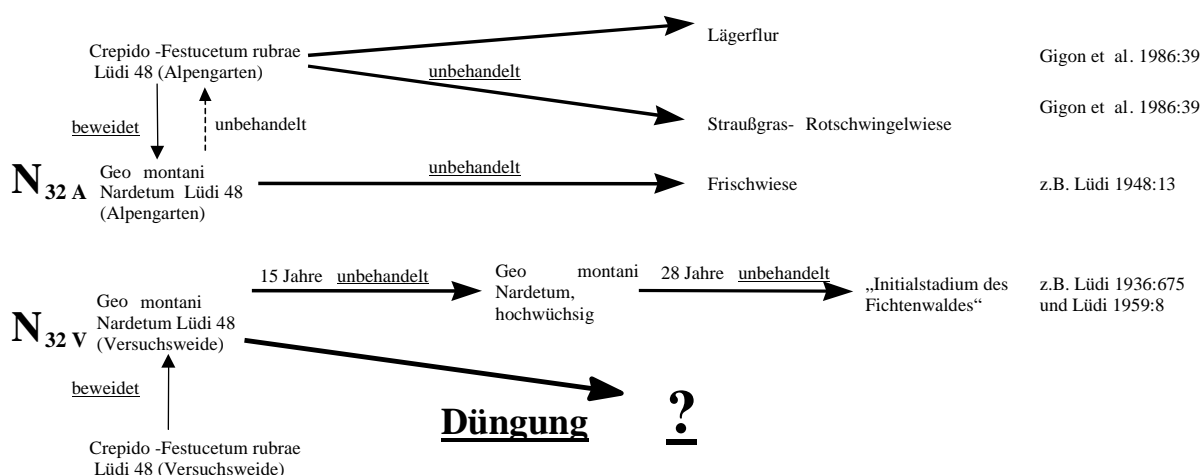 Lägerflur
Crepido -Festucetum rubrae
Lüdi 48 (Alpengarten)
Gigon et al. 1986:39
unbehandelt
Gigon et al. 1986:39
beweidet
unbehandelt
Straußgras- Rotschwingelwiese
N 32 A
Geo montani
Nardetum Lüdi 48
(Alpengarten)
unbehandelt
Frischwiese
z.B. Lüdi 1948:13
15 Jahre unbehandelt
Geo montani
Nardetum,
hochwüchsig
28 Jahre unbehandelt
„Initialstadium des
Fichtenwaldes“
z.B. Lüdi 1936:675
und Lüdi 1959:8
N 32 V
Geo montani
Nardetum Lüdi 48
(Versuchsweide)
beweidet
Düngung ?
Crepido -Festucetum rubrae
Lüdi 48 (Versuchsweide)